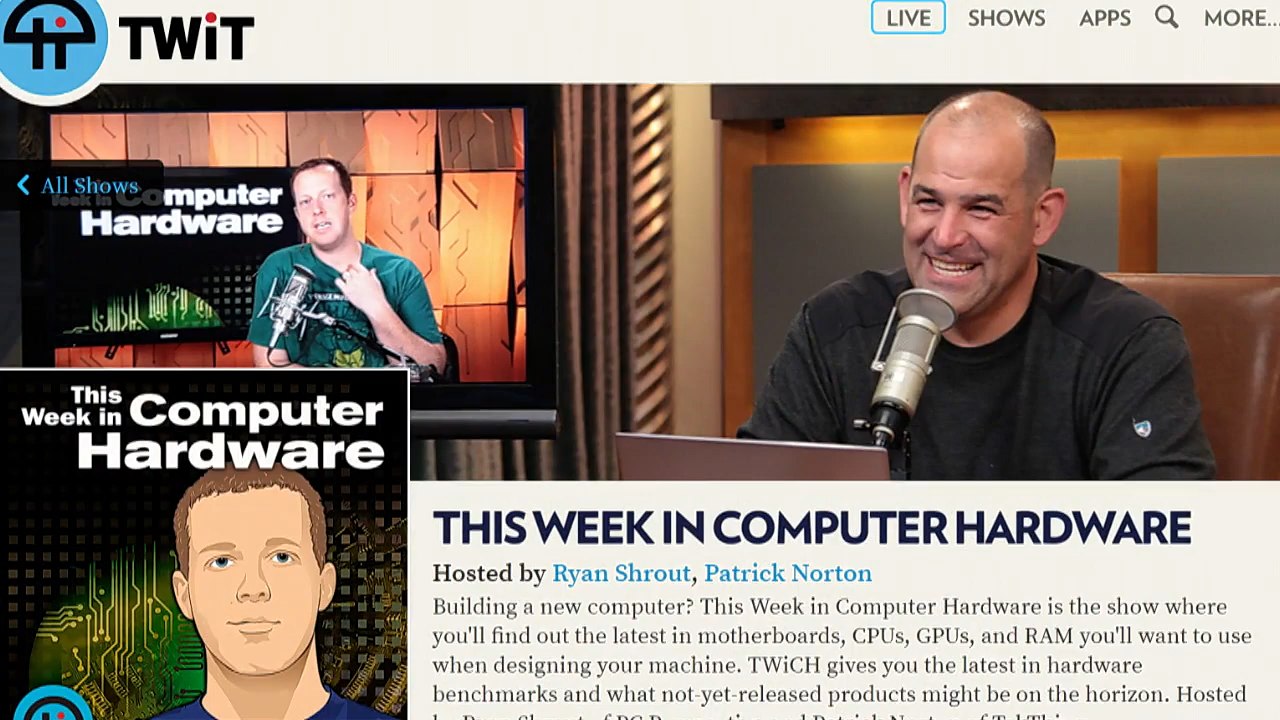 TWiT
LIVE SHOWS APPS MORE...
All Shows
Computer
Hardware
This
Week in Computer
Hardware
THIS WEEK IN COMPUTER HARDWARE
Hosted by Ryan Shrout, Patrick Norton
Building a new computer? This Week in Computer Hardware is the show where
you'll find out the latest in motherboards, CPUs, GPUs, and RAM you'll want to use
when designing your machine. TWiCH gives you the latest in hardware
benchmarks and what not-yet-released products might be on the horizon. Hosted